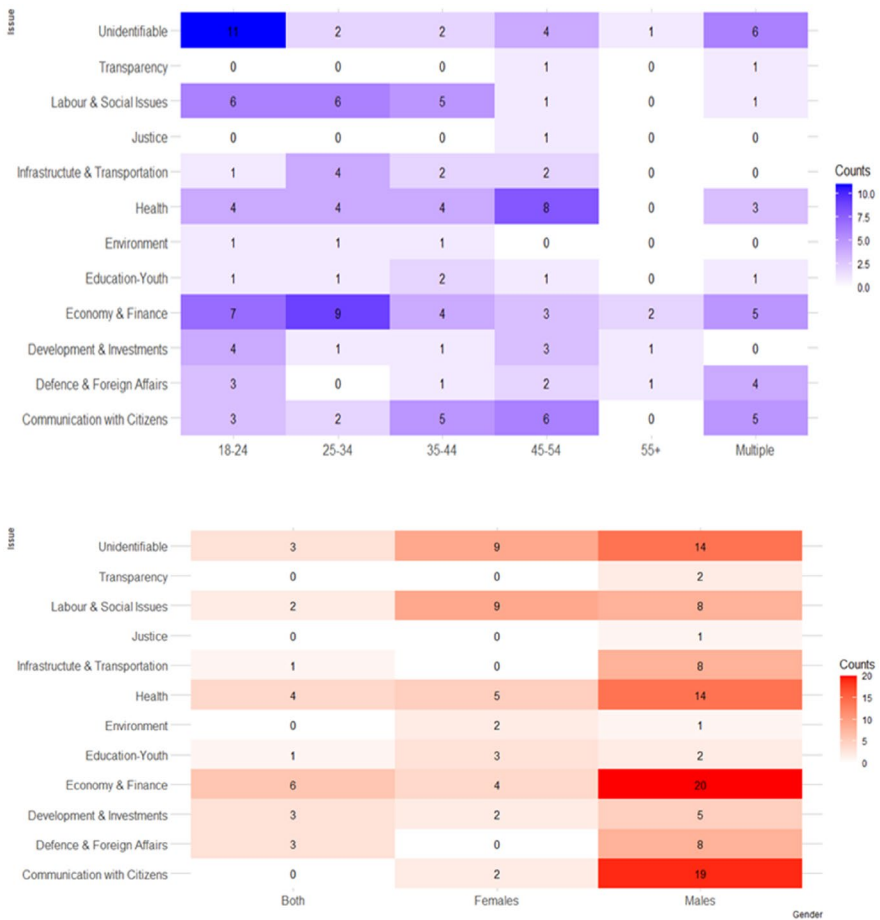 Issue
Unidentifiable 11 2 2 4 1 6
Transparency 0 0 0 1 0 1
Labour & Social Issues 6 6 5 1 0 1
Justice 0 0 0 1 0 0
Infrastructute & Transportation 1 4 2 2 0 0
Health 4 4 4 8 0 3
Environment 1 1 1 0 0 0
Education-Youth 1 1 2 1 0 1
Economy & Finance 7 9 4 3 2 5
Development & Investments 4 1 1 3 1 0
Defence & Foreign Affairs 3 0 1 2 1 4
Communication with Citizens 3 2 5 6 0 5
18-24 25-34 35-44 45-54 55+ Multiple
Counts
10.0
7.5
5.0
2.5
0.0
Issue
Unidentifiable 3 9 14
Transparency 0 0 2
Labour & Social Issues 2 9 8
Justice 0 0 1
Infrastructute & Transportation 1 0 8
Health 4 5 14
Environment 0 2 1
Education-Youth 1 3 2
Economy & Finance 6 4 20
Development & Investments 3 2 5
Defence & Foreign Affairs 3 0 8
Communication with Citizens 0 2 19
Both Females Males
Gender
Counts
20
15
10
5
0